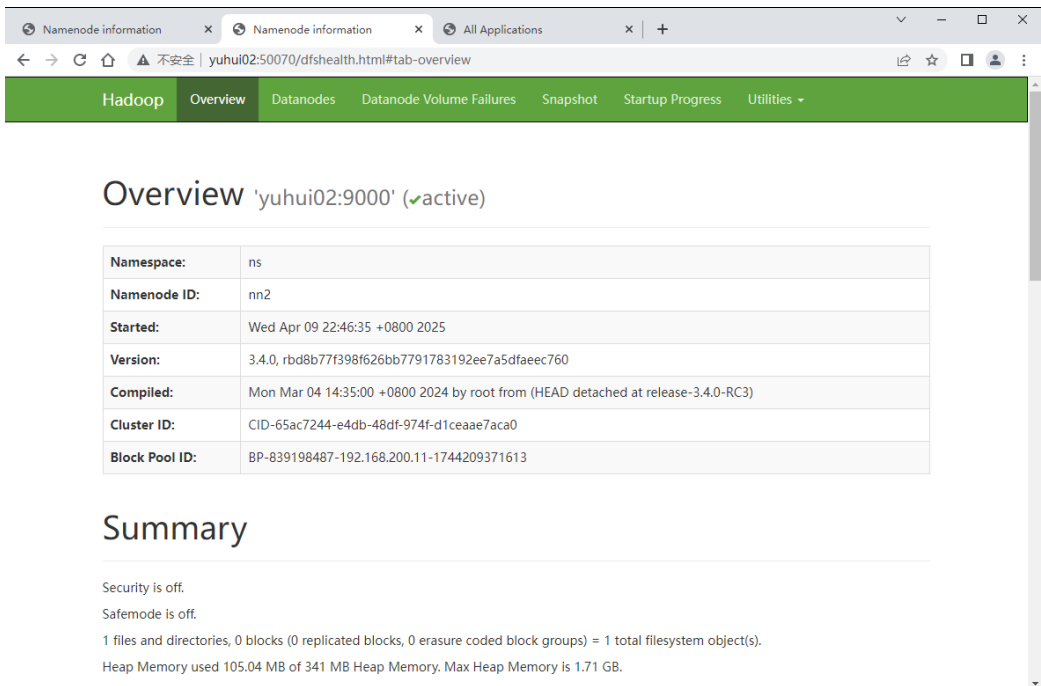 Namenode information
Namenode information
All Applications
不安全 yuhui02:50070/dfshealth.html#tab-overview
Hadoop Overview Datanodes Datanode Volume Failures Snapshot Startup Progress Utilities
Overview 'yuhui02:9000' (✔active)
Namespace: ns
Namenode ID: nn2
Started: Wed Apr 09 22:46:35 +0800 2025
Version: 3.4.0, rbd8b77f398f626bb7791783192ee7a5dfaeec760
Compiled: Mon Mar 04 14:35:00 +0800 2024 by root from (HEAD detached at release-3.4.0-RC3)
Cluster ID: CID-65ac7244-e4db-48df-974f-d1ceaae7aca0
Block Pool ID: BP-839198487-192.168.200.11-1744209371613
Summary
Security is off.
Safemode is off.
1 files and directories, 0 blocks (0 replicated blocks, 0 erasure coded block groups) = 1 total filesystem object(s).
Heap Memory used 105.04 MB of 341 MB Heap Memory. Max Heap Memory is 1.71 GB.